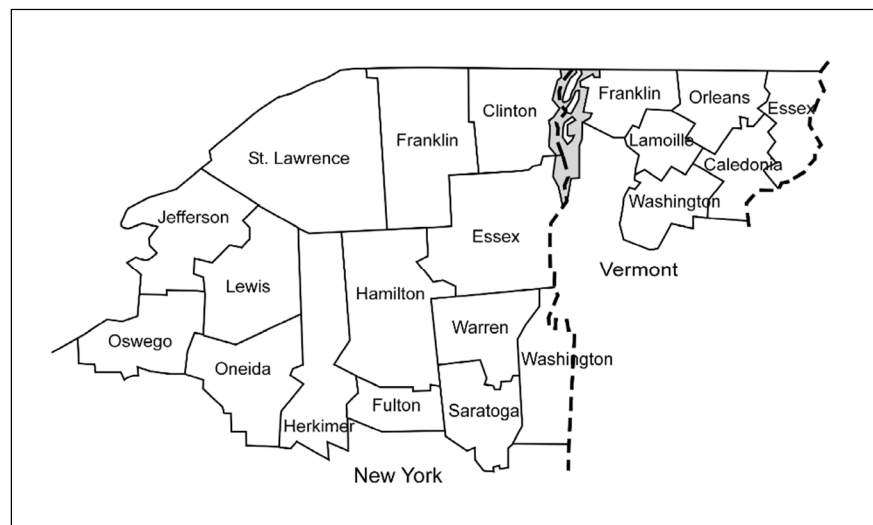 Clinton
Franklin
Orleans
Essex
St. Lawrence
Franklin
Lamoille
Caledonia
Jefferson
Washington
Essex
Vermont
Lewis
Hamilton
Oswego
Warren
Oneida
Washington
Fulton
Saratoga
Herkimer
New York